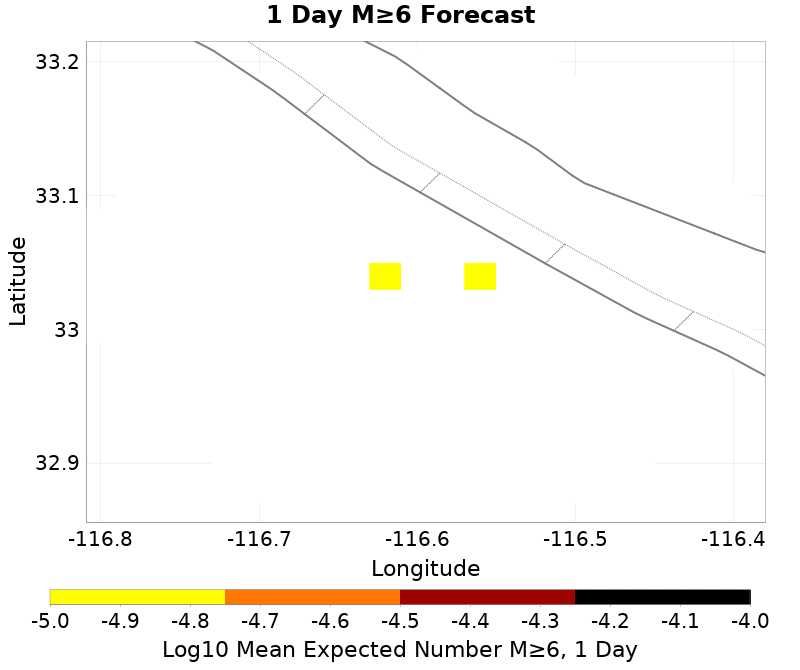 1 Day M≥6 Forecast
33.2
33.1
33
32.9
Latitude
-116.8 -116.7 -116.6 -116.5 -116.4
Longitude
-5.0 -4.9 -4.8 -4.7 -4.6 -4.5 -4.4 -4.3 -4.2 -4.1 -4.0
Log10 Mean Expected Number M≥6, 1 Day